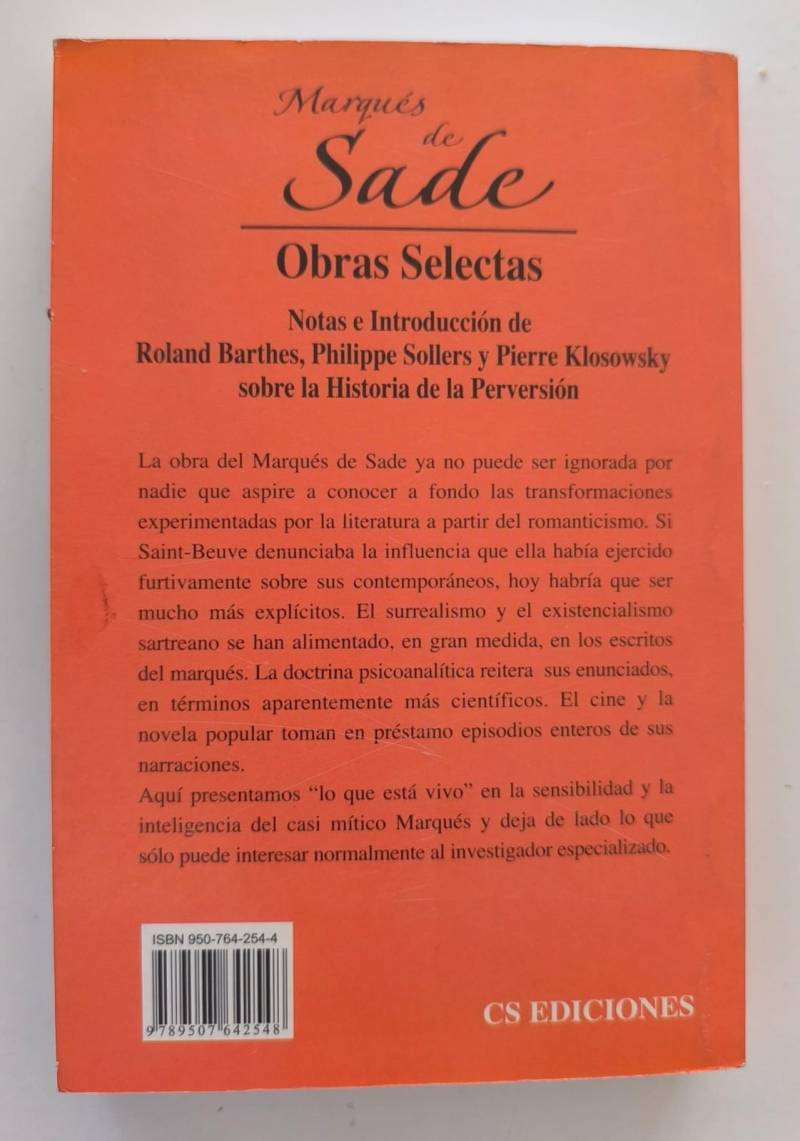 Marqués
de
Sade
Obras Selectas
Notas e Introducción de
Roland Barthes, Philippe Sollers y Pierre Klosowsky
sobre la Historia de la Perversión
La obra del Marqués de Sade ya no puede ser ignorada por
nadie que aspire a conocer a fondo las transformaciones
experimentadas por la literatura a partir del romanticismo. Si
Saint-Beuve denunciaba la influencia que ella había ejercido
furtivamente sobre sus contemporáneos, hoy habría que ser
mucho más explícitos. El surrealismo y el existencialismo
sartreano se han alimentado, en gran medida, en los escritos
del marqués. La doctrina psicoanalítica reitera sus enunciados,
en términos aparentemente más científicos. El cine y la
novela popular toman en préstamo episodios enteros de sus
narraciones.
Aquí presentamos “lo que está vivo” en la sensibilidad y la
inteligencia del casi mítico Marqués y deja de lado lo que
sólo puede interesar normalmente al investigador especializado.
ISBN 950-764-254-4
9789507642548
CS EDICIONES